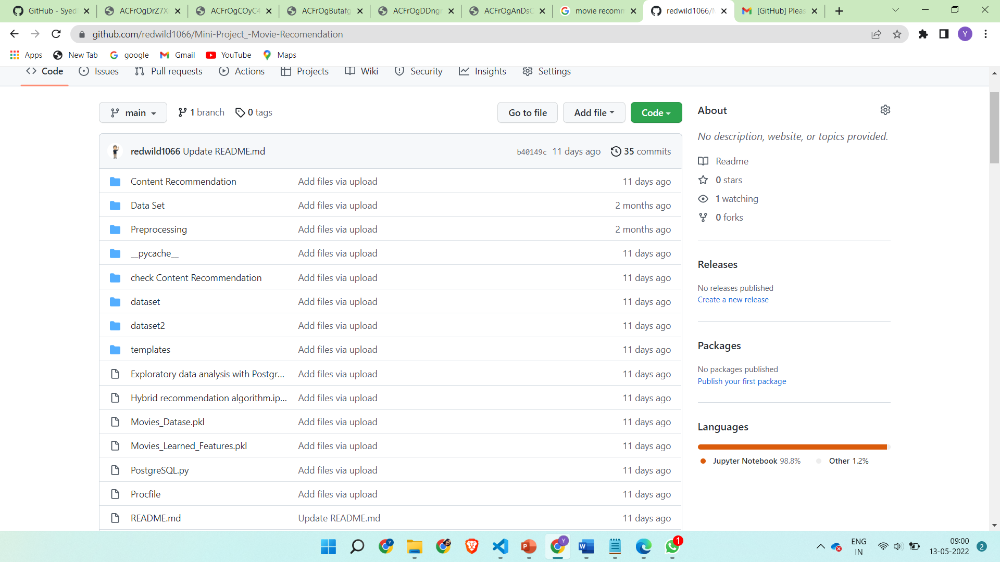 GitHub - Syed
ACFrOgDrZ7X
ACFrOgCOyC4
ACFrOgButafg
ACFrOgDDngr
ACFrOgAnDsC
movie recomm
redwild1066/M
[GitHub] Pleas
github.com/redwild1066/Mini-Project_-Movie-Recomendation
Y
Apps New Tab google Gmail YouTube Maps
Code Issues Pull requests Actions Projects Wiki Security Insights Settings
main 1 branch 0 tags Go to file Add file Code
About
No description, website, or topics provided.
redwild1066 Update README.md b40149c 11 days ago 35 commits
Readme
0 stars
1 watching
0 forks
Content Recommendation Add files via upload 11 days ago
Data Set Add files via upload 2 months ago
Preprocessing Add files via upload 2 months ago
__pycache__ Add files via upload 11 days ago
check Content Recommendation Add files via upload 11 days ago
dataset Add files via upload 11 days ago
dataset2 Add files via upload 11 days ago
templates Add files via upload 11 days ago
Exploratory data analysis with Postgr... Add files via upload 11 days ago
Hybrid recommendation algorithm.ip... Add files via upload 11 days ago
Movies_Datase.pkl Add files via upload 11 days ago
Movies_Learned_Features.pkl Add files via upload 11 days ago
PostgreSQL.py Add files via upload 11 days ago
Procfile Add files via upload 11 days ago
README.md Update README.md 11 days ago
Releases
No releases published
Create a new release
Packages
No packages published
Publish your first package
Languages
Jupyter Notebook 98.8% Other 1.2%
Y
P
Y
W
1
ENG
IN
09:00
13-05-2022
2